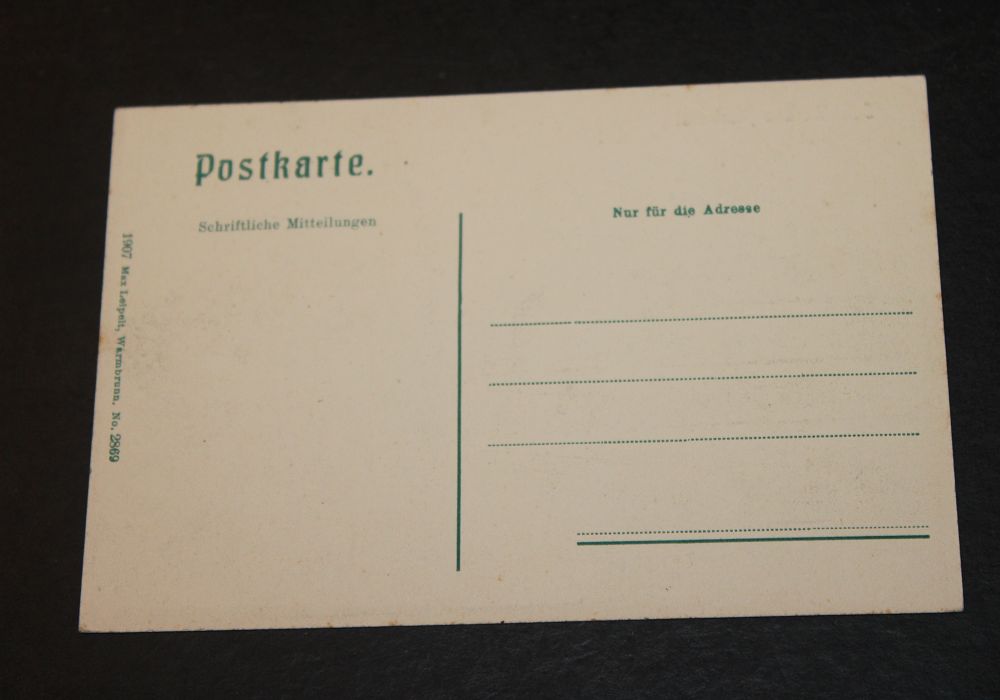 Postkarte.
Schriftliche Mitteilungen
Nur für die Adresse
1907 Max Leipelt, Warmbrunn. No. 2869